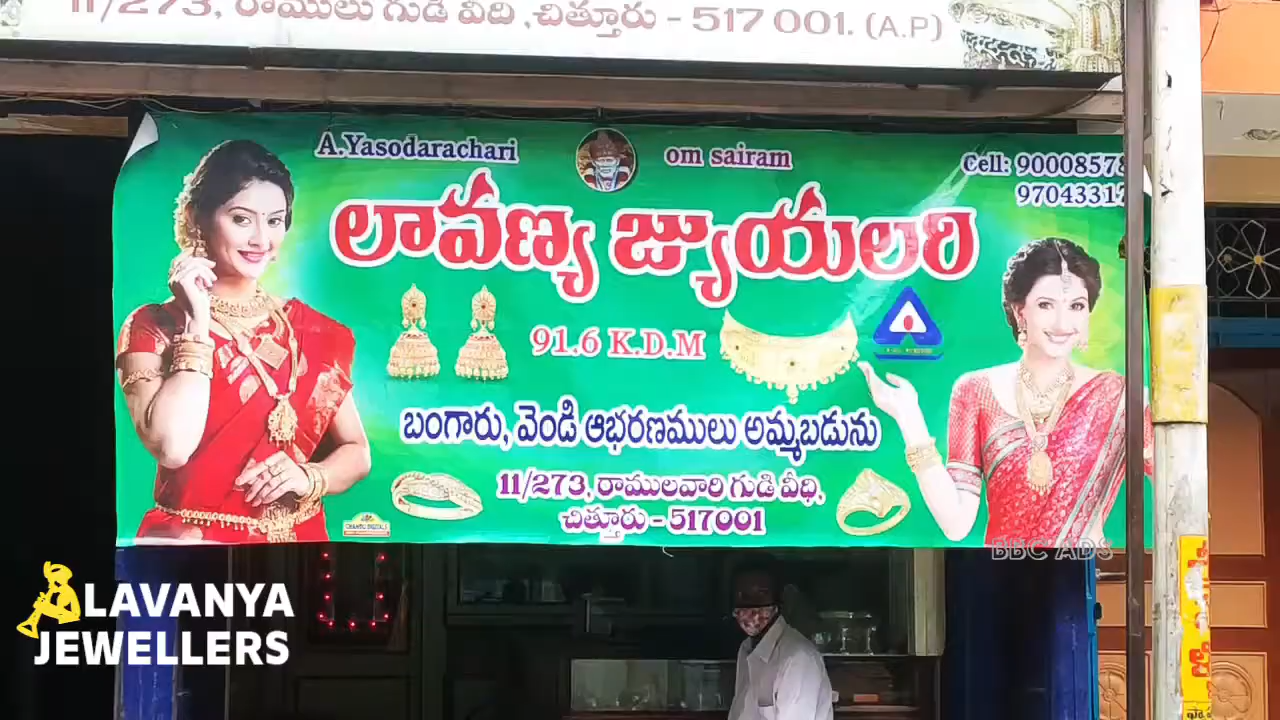 11/273, రాములు గుడి వీది ,చిత్తూరు - 517 001. (A.P)
A.Yasodarachari
om sairam
Cell: 90008578
97043317
లావణ్య జ్యుయలరి
91.6 K.D.M
బంగారు, వెండి ఆభరణములు అమ్మబడును
11/273, రాములవారి గుడి వీధి,
చిత్తూరు - 517001
BBC ADS
LAVANYA
JEWELLERS